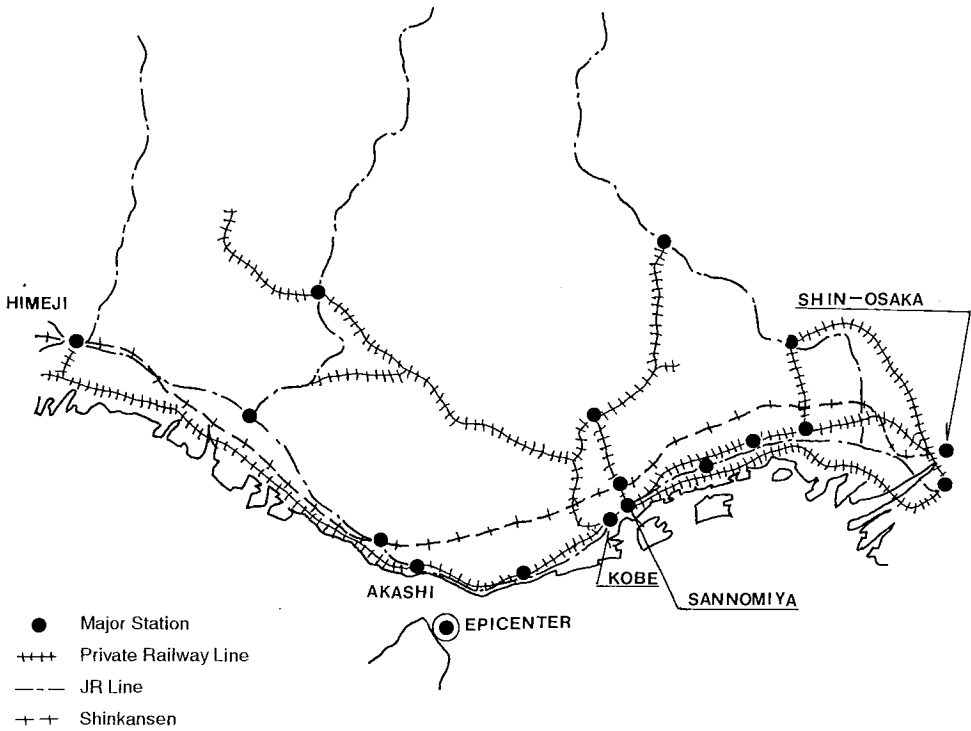 HIMEJI
SHIN-OSAKA
AKASHI
KOBE
SANNOMIYA
EPICENTER
Major Station
Private Railway Line
JR Line
Shinkansen